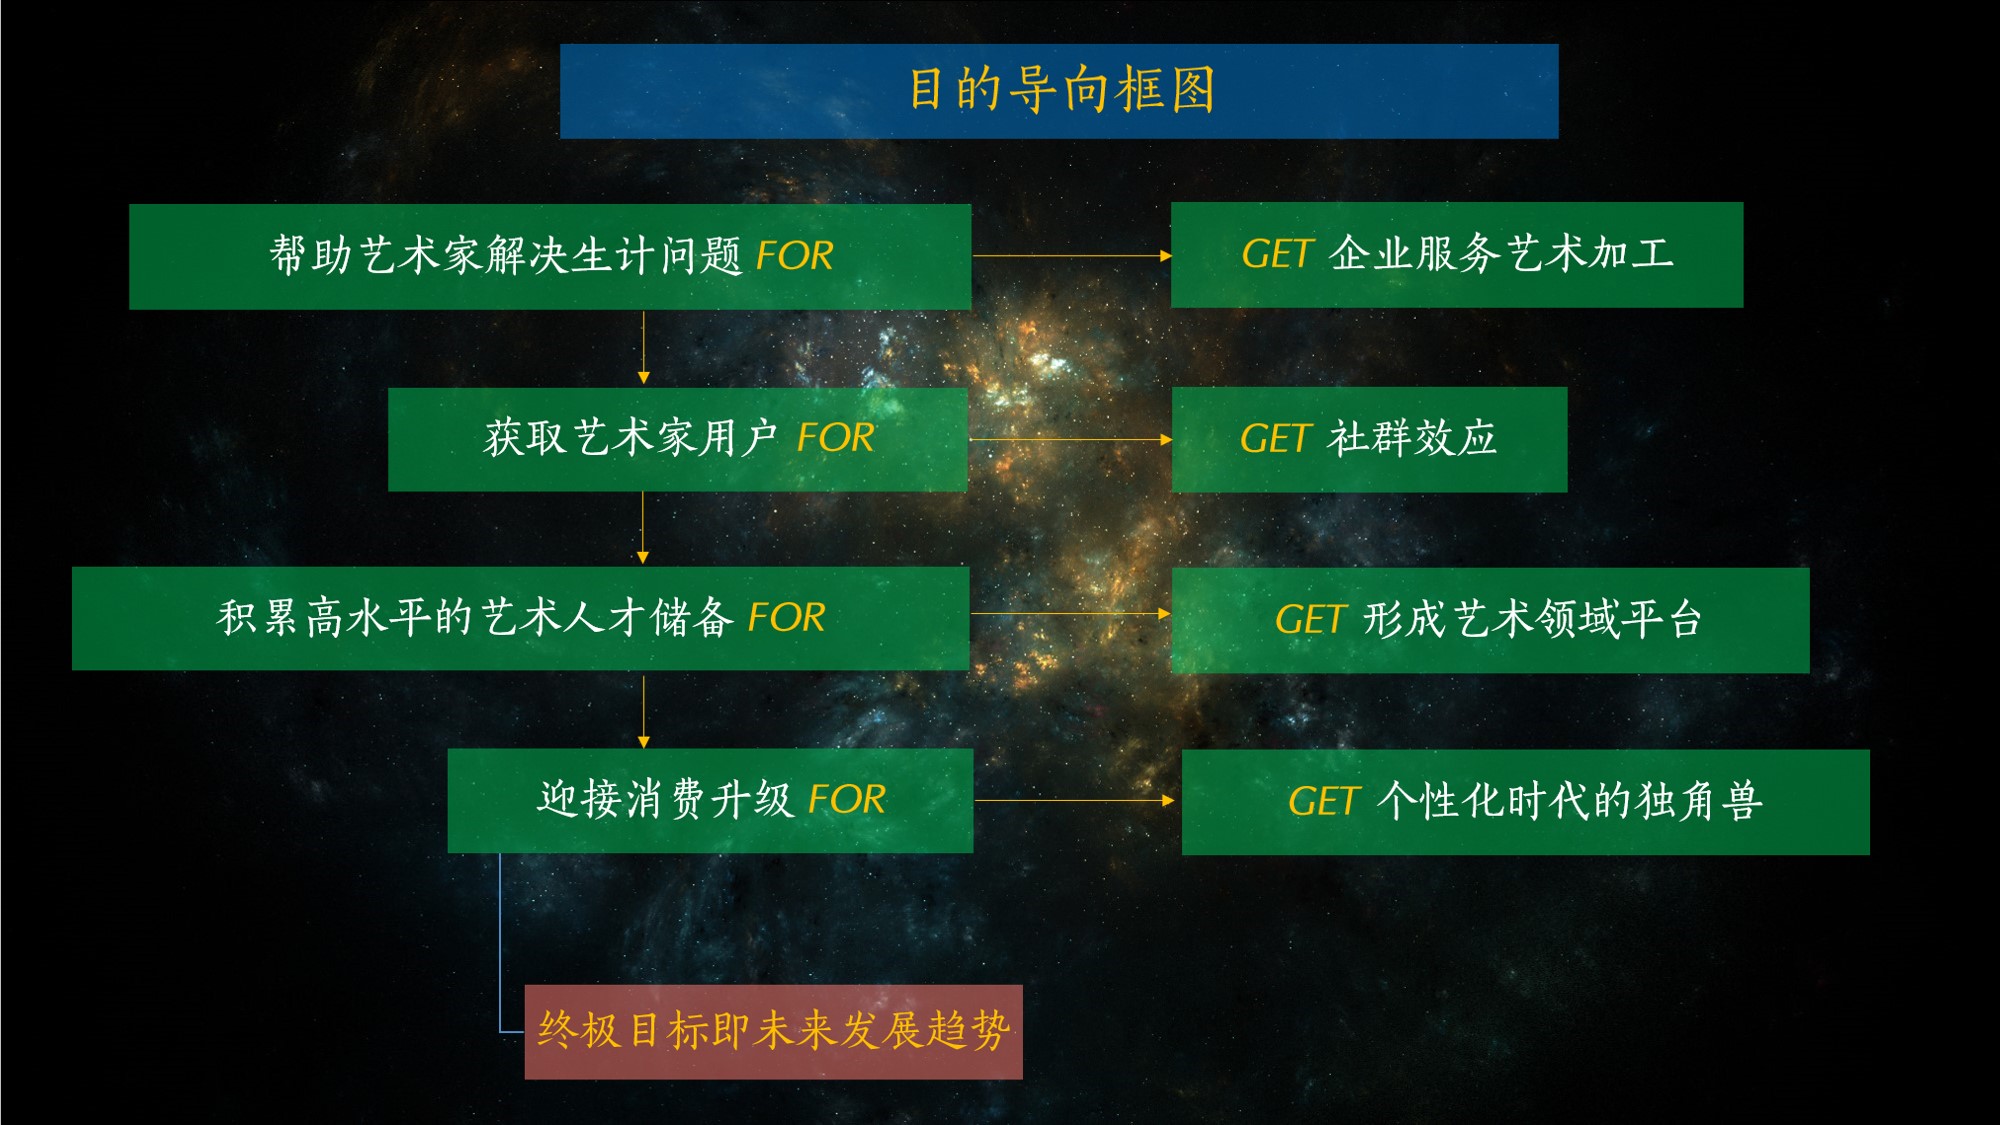 目的导向框图
帮助艺术家解决生计问题 FOR
GET 企业服务艺术加工
获取艺术家用户 FOR
GET 社群效应
积累高水平的艺术人才储备 FOR
GET 形成艺术领域平台
迎接消费升级 FOR
GET 个性化时代的独角兽
终极目标即未来发展趋势